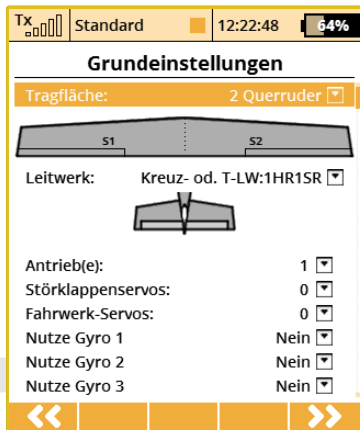 Tx Standard 12:22:48 64%
Grundeinstellungen
Tragfläche: 2 Querruder
S1 S2
Leitwerk: Kreuz- od. T-LW:1HR1SR
Antrieb(e): 1
Störklappenservos: 0
Fahrwerk-Servos: 0
Nutze Gyro 1 Nein
Nutze Gyro 2 Nein
Nutze Gyro 3 Nein